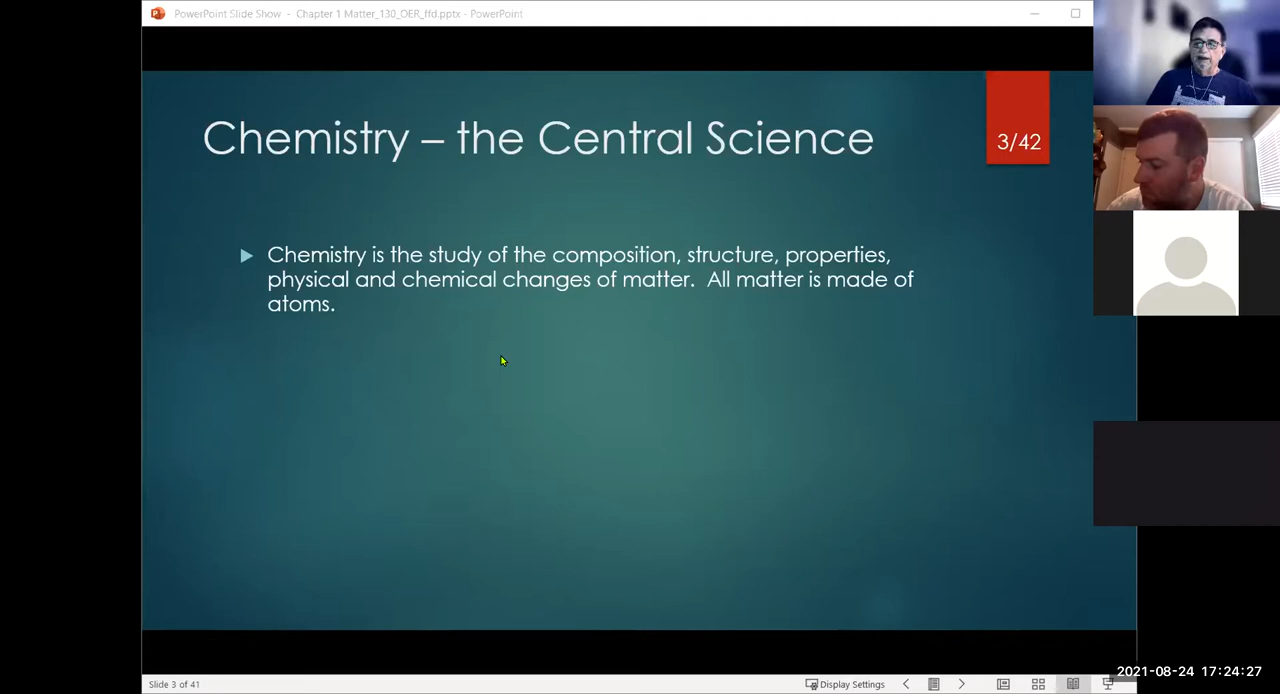 PowerPoint Slide Show - Chapter 1 Matter_130_OER_ffd.pptx - PowerPoint
Chemistry – the Central Science
3/42
Chemistry is the study of the composition, structure, properties,
physical and chemical changes of matter.  All matter is made of
atoms.
2021-08-24 17:24:27
Slide 3 of 41
Display Settings